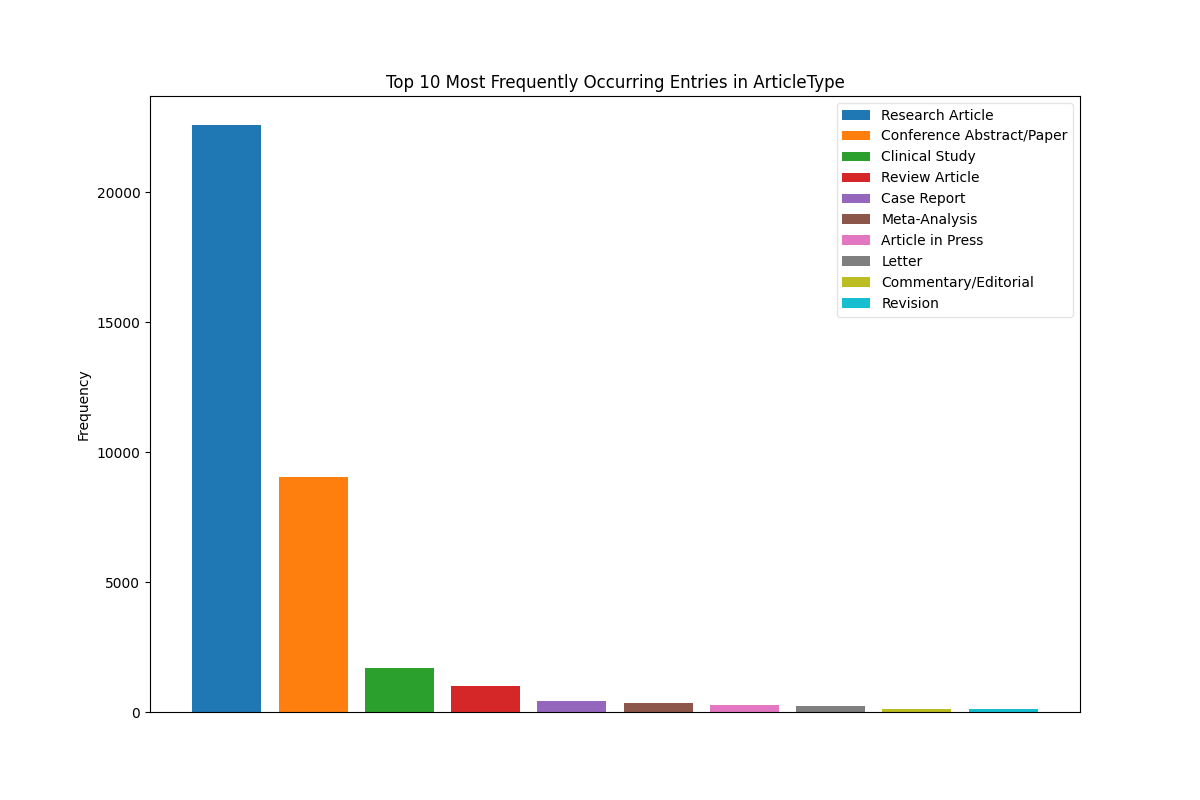 Top 10 Most Frequently Occurring Entries in ArticleType
Research Article
Conference Abstract/Paper
Clinical Study
Review Article
Case Report
Meta-Analysis
Article in Press
Letter
Commentary/Editorial
Revision
20000
15000
10000
5000
0
Frequency